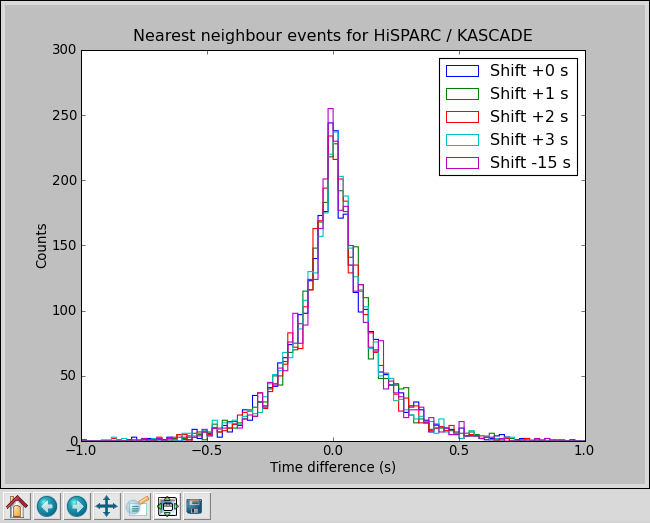 Nearest neighbour events for HiSPARC / KASCADE
300
250
200
150
100
50
0
Counts
Shift +0 s
Shift +1 s
Shift +2 s
Shift +3 s
Shift -15 s
−1.0 −0.5 0.0 0.5 1.0
Time difference (s)